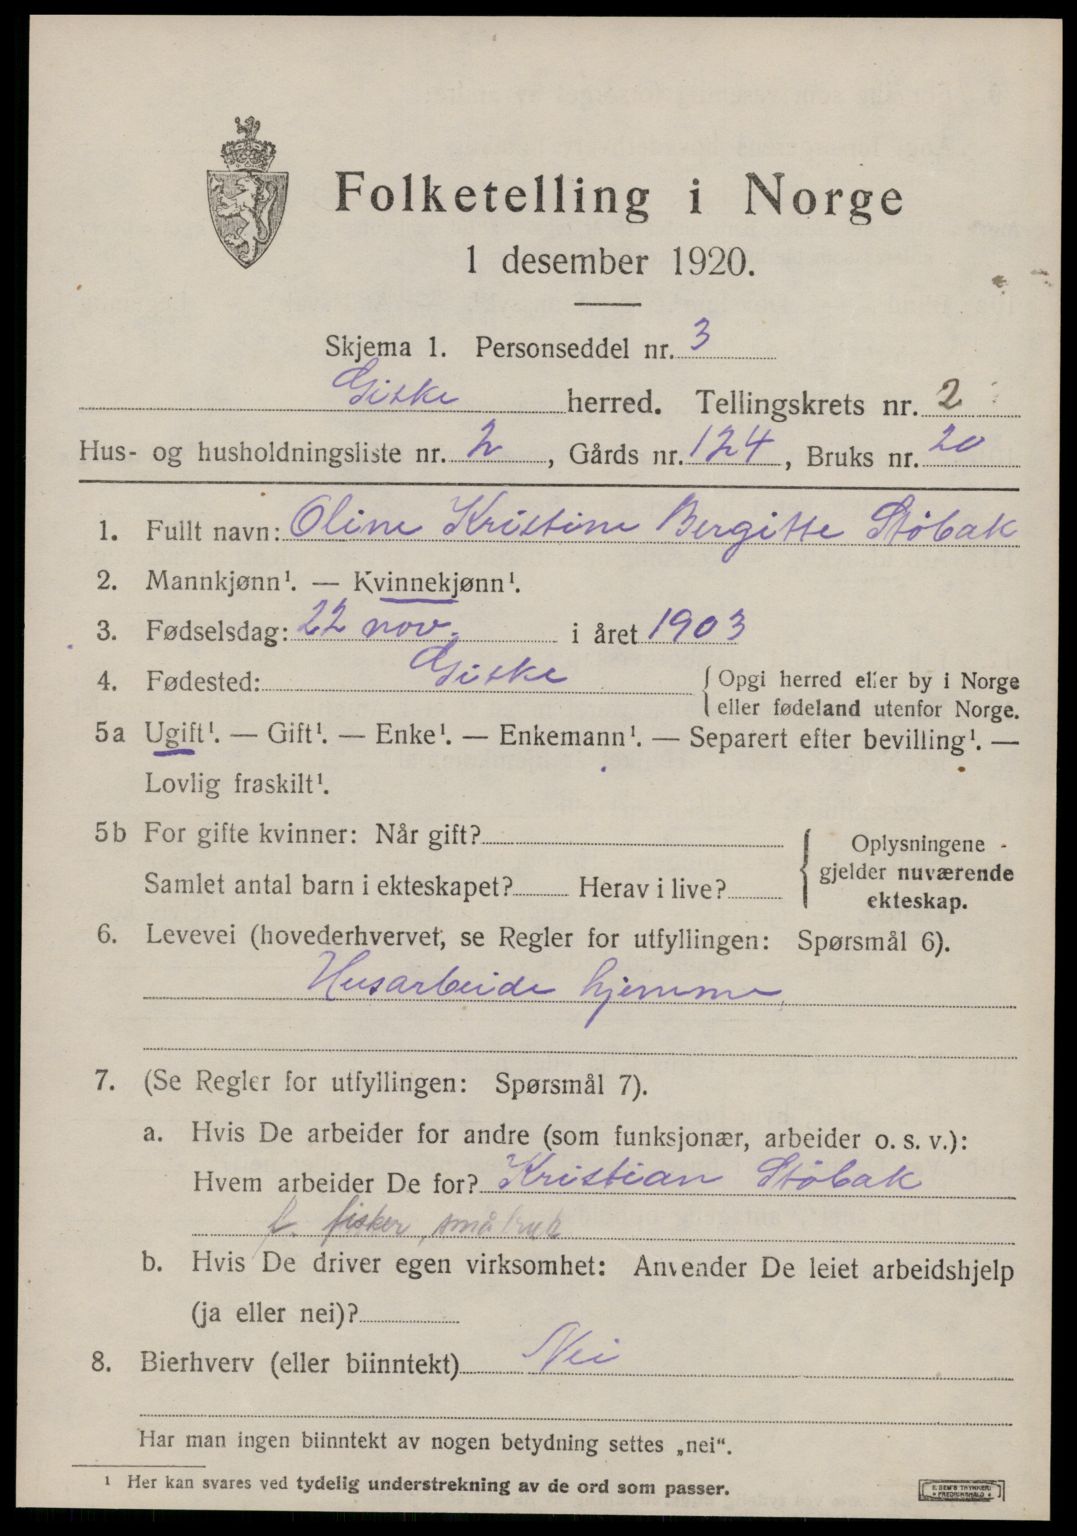 Folketelling i Norge
1 desember 1920.
Skjema 1. Personseddel nr. 3
Giske herred. Tellingskrets nr. 2
Hus- og husholdningsliste nr. 2, Gårds nr. 124, Bruks nr. 20
1. Fullt navn: Oline Kristine Bergitte Støbak
2. Mannkjønn¹. — Kvinnekjønn¹.
3. Fødselsdag: 22 nov. i året 1903
4. Fødested: Giske { Opgi herred eller by i Norge
eller fødeland utenfor Norge.
5a Ugift¹. — Gift¹. — Enke¹. — Enkemann¹. — Separert efter bevilling¹. —
Lovlig fraskilt¹.
5b For gifte kvinner: Når gift?
Samlet antal barn i ekteskapet? Herav i live?
{ Oplysningene
gjelder nuværende
ekteskap.
6. Levevei (hovederhvervet, se Regler for utfyllingen: Spørsmål 6).
Husarbeide hjemme
7. (Se Regler for utfyllingen: Spørsmål 7).
a. Hvis De arbeider for andre (som funksjonær, arbeider o. s. v.):
Hvem arbeider De for? Kristian Støbak
f. fisker, småbruk
b. Hvis De driver egen virksomhet: Anvender De leiet arbeidshjelp
(ja eller nei)?
8. Bierhverv (eller biinntekt) Nei
Har man ingen biinntekt av nogen betydning settes „nei“.
¹ Her kan svares ved tydelig understrekning av de ord som passer.
E. SEM'S TRYKKERI
FREDRIKSHALD